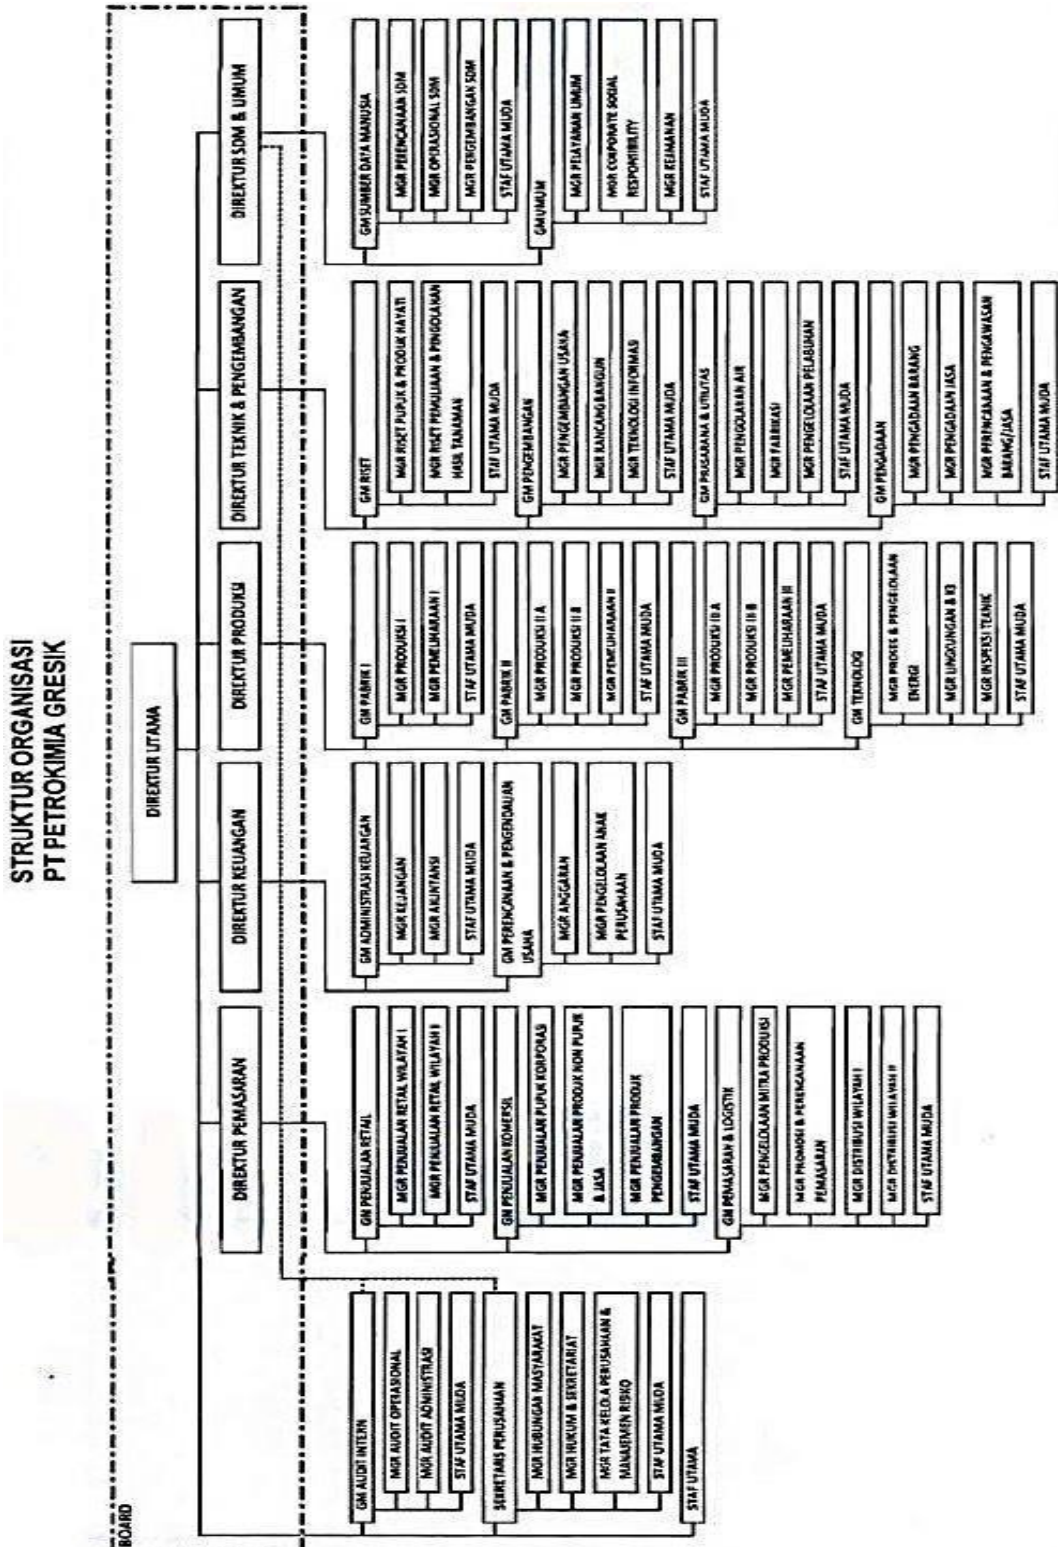 STRUKTUR ORGANISASI
PT PETROKIMIA GRESIK
BOARD
DIREKTUR UTAMA
DIREKTUR PEMASARAN
DIREKTUR KEUANGAN
DIREKTUR PRODUKSI
DIREKTUR TEKNIK & PENGEMBANGAN
DIREKTUR SDM & UMUM
GM AUDIT INTERN
MGR AUDIT OPERASIONAL
MGR AUDIT ADMINISTRASI
STAF UTAMA MUDA
SEKRETARIS PERUSAHAAN
MGR HUBUNGAN MASYARAKAT
MGR HUKUM & SEKRETARIAT
MGR TATA KELOLA PERUSAHAAN &
MANAJEMEN RISIKO
STAF UTAMA MUDA
STAF UTAMA
GM PENJUALAN RETAIL
MGR PENJUALAN RETAIL WILAYAH I
MGR PENJUALAN RETAIL WILAYAH II
STAF UTAMA MUDA
GM PENJUALAN KOMERSIL
MGR PENJUALAN PUPUK KORPORASI
MGR PENJUALAN PRODUK NON PUPUK
& JASA
MGR PENJUALAN PRODUK
PENGEMBANGAN
STAF UTAMA MUDA
GM PEMASARAN & LOGISTIK
MGR PENGELOLAAN MITRA PRODUKSI
MGR PROMOSI & PERENCANAAN
PEMASARAN
MGR DISTRIBUSI WILAYAH I
MGR DISTRIBUSI WILAYAH II
STAF UTAMA MUDA
GM ADMINISTRASI KEUANGAN
MGR KEUANGAN
MGR AKUNTANSI
STAF UTAMA MUDA
GM PERENCANAAN & PENGENDALIAN
USAHA
MGR ANGGARAN
MGR PENGELOLAAN ANAK
PERUSAHAAN
STAF UTAMA MUDA
GM PABRIK I
MGR PRODUKSI I
MGR PEMELIHARAAN I
STAF UTAMA MUDA
GM PABRIK II
MGR PRODUKSI II A
MGR PRODUKSI II B
MGR PEMELIHARAAN II
STAF UTAMA MUDA
GM PABRIK III
MGR PRODUKSI III A
MGR PRODUKSI III B
MGR PEMELIHARAAN III
STAF UTAMA MUDA
GM TEKNOLOGI
MGR PROSES & PENGELOLAAN
ENERGI
MGR LINGKUNGAN & K3
MGR INSPEKSI TEKNIK
STAF UTAMA MUDA
GM RISET
MGR RISET PUPUK & PRODUK HAYATI
MGR RISET PEMULIAAN & PENGOLAHAN
HASIL TANAMAN
STAF UTAMA MUDA
GM PENGEMBANGAN
MGR PENGEMBANGAN USAHA
MGR RANCANG BANGUN
MGR TEKNOLOGI INFORMASI
STAF UTAMA MUDA
GM PRASARANA & UTILITAS
MGR PENGOLAHAN AIR
MGR FABRIKASI
MGR PENGELOLAAN PELABUHAN
STAF UTAMA MUDA
GM PENGADAAN
MGR PENGADAAN BARANG
MGR PENGADAAN JASA
MGR PERENCANAAN & PENGAWASAN
BARANG/JASA
STAF UTAMA MUDA
GM SUMBER DAYA MANUSIA
MGR PERENCANAAN SDM
MGR OPERASIONAL SDM
MGR PENGEMBANGAN SDM
STAF UTAMA MUDA
GM UMUM
MGR PELAYANAN UMUM
MGR CORPORATE SOCIAL
RESPONSIBILITY
MGR KEAMANAN
STAF UTAMA MUDA